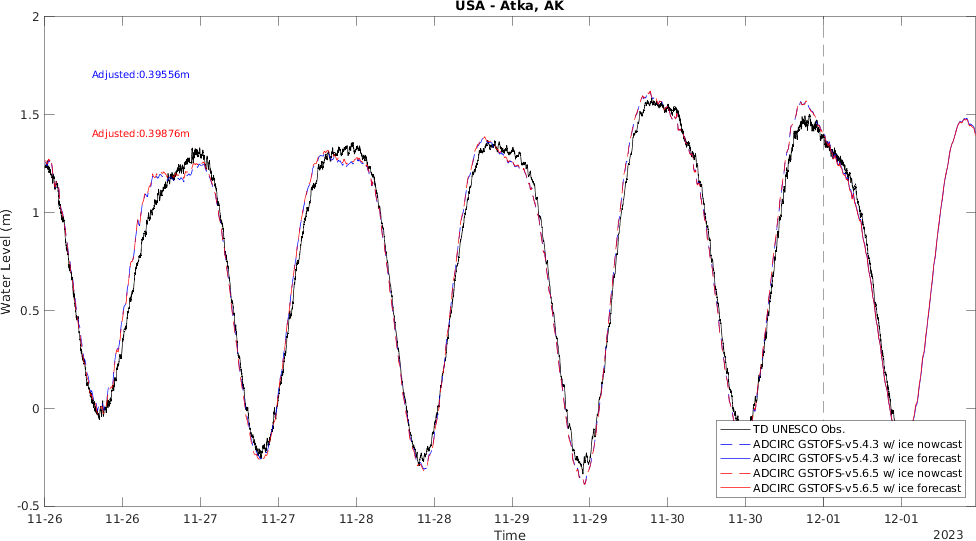 USA - Atka, AK
2
Adjusted:0.39556m
1.5
Adjusted:0.39876m
1
Water Level (m)
0.5
0
-0.5
TD UNESCO Obs.
ADCIRC GSTOFS-v5.4.3 w/ ice nowcast
ADCIRC GSTOFS-v5.4.3 w/ ice forecast
ADCIRC GSTOFS-v5.6.5 w/ ice nowcast
ADCIRC GSTOFS-v5.6.5 w/ ice forecast
11-26 11-26 11-27 11-27 11-28 11-28 11-29 11-29 11-30 11-30 12-01 12-01
Time
2023